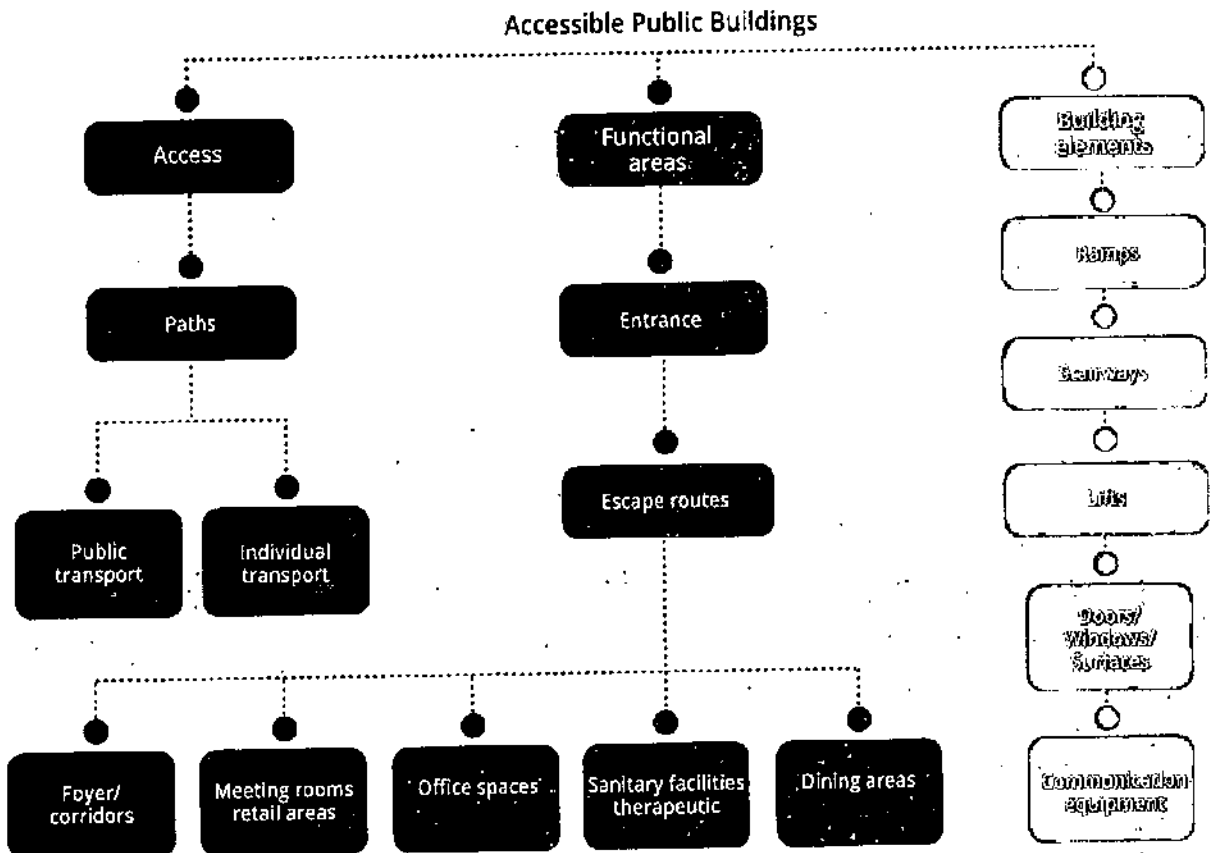 Accessible Public Buildings
Access
Functional
areas
Building
elements
Paths
Entrance
Ramps
Stairways
Escape routes
Lifts
Public
transport
Individual
transport
Doors/
Windows/
Surfaces
Foyer/
corridors
Meeting rooms
retail areas
Office spaces
Sanitary facilities
therapeutic
Dining areas
Communication
equipment